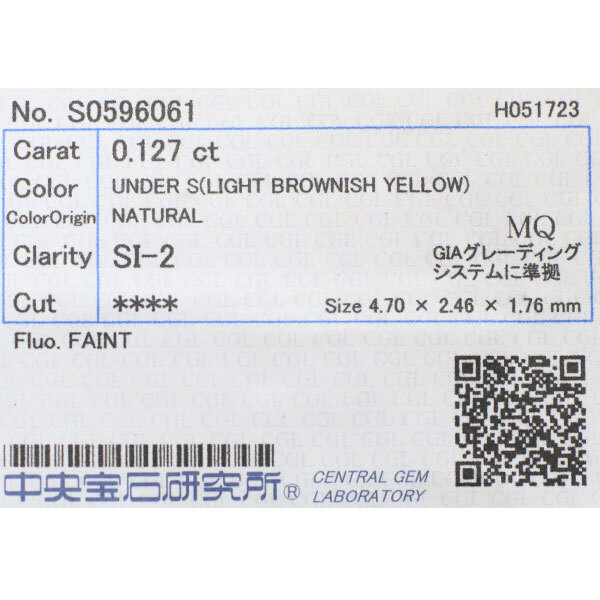 No. S0596061 H051723
Carat 0.127 ct
Color UNDER S(LIGHT BROWNISH YELLOW)
ColorOrigin NATURAL
Clarity SI-2 MQ
GIAグレーディング
システムに準拠
Cut **** Size 4.70 × 2.46 × 1.76 mm
Fluo. FAINT
中央宝石研究所® CENTRAL GEM
LABORATORY